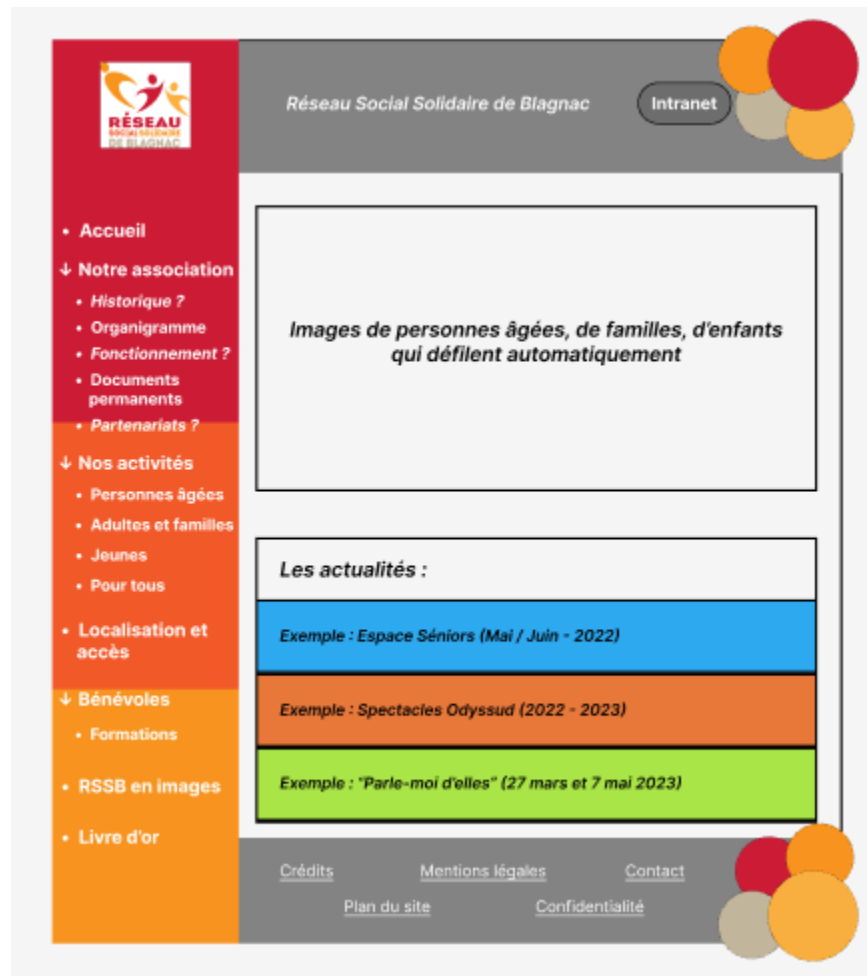 RÉSEAU
SOCIAL SOLIDAIRE
DE BLAGNAC
Réseau Social Solidaire de Blagnac
Intranet
• Accueil
↓ Notre association
• Historique ?
• Organigramme
• Fonctionnement ?
• Documents
permanents
• Partenariats ?
↓ Nos activités
• Personnes âgées
• Adultes et familles
• Jeunes
• Pour tous
• Localisation et
accès
↓ Bénévoles
• Formations
• RSSB en images
• Livre d'or
Images de personnes âgées, de familles, d'enfants
qui défilent automatiquement
Les actualités :
Exemple : Espace Séniors (Mai / Juin - 2022)
Exemple : Spectacles Odyssud (2022 - 2023)
Exemple : "Parle-moi d'elles" (27 mars et 7 mai 2023)
Crédits Mentions légales Contact
Plan du site Confidentialité